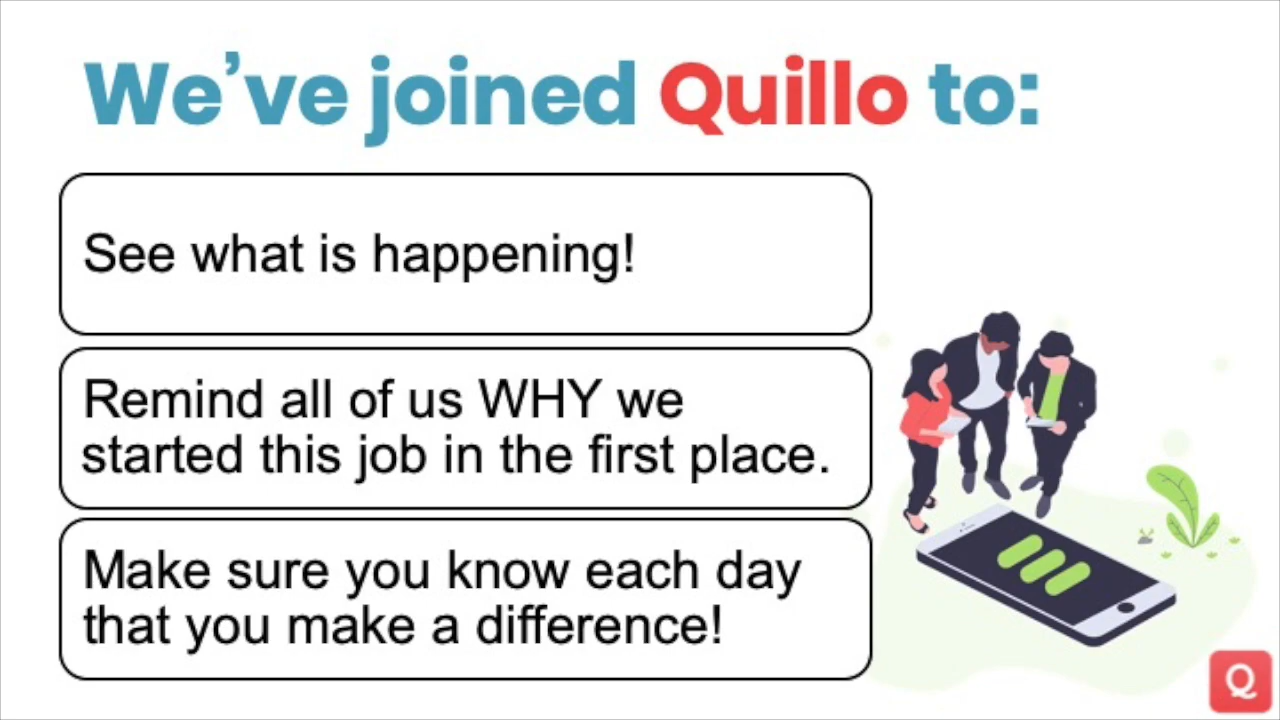 We’ve joined Quillo to:
See what is happening!
Remind all of us WHY we
started this job in the first place.
Make sure you know each day
that you make a difference!
Q